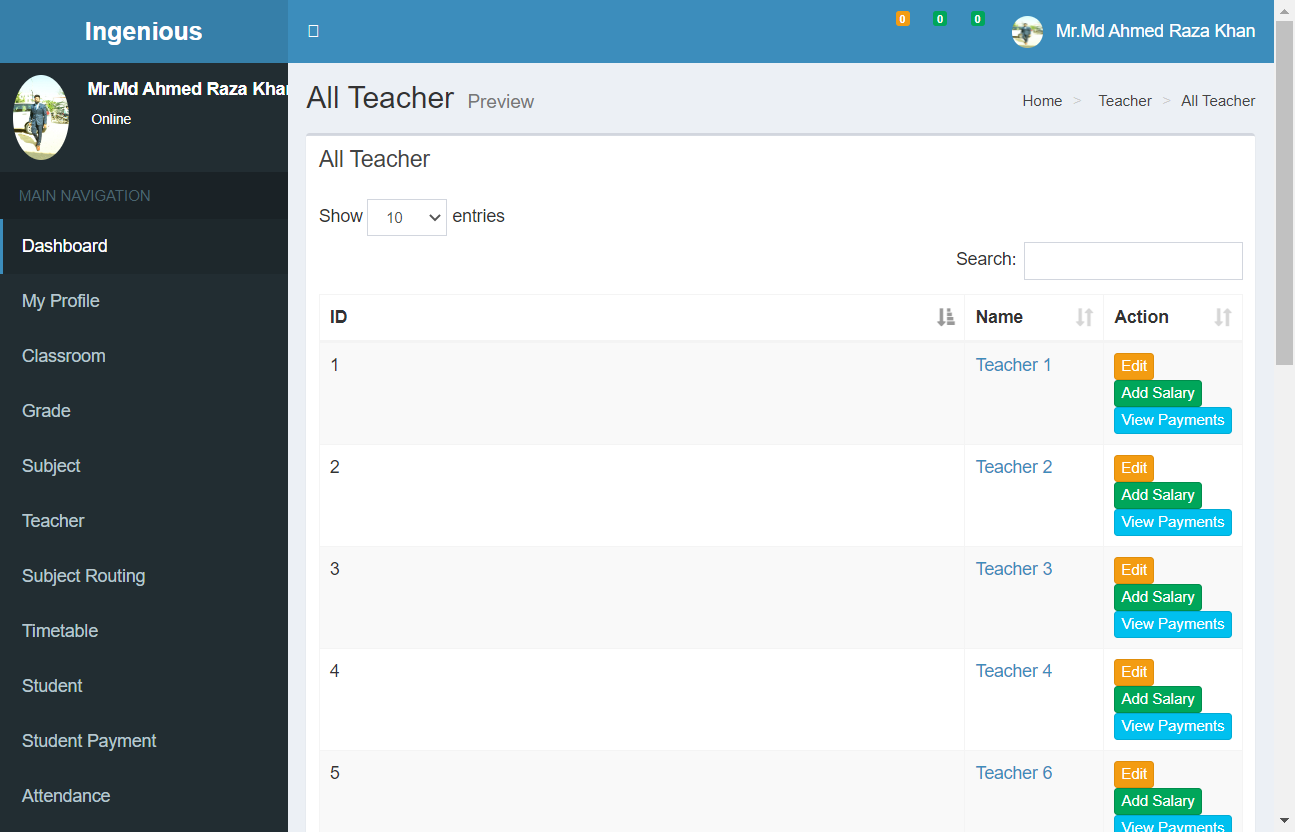 Ingenious
0 0 0 Mr.Md Ahmed Raza Khan
Mr.Md Ahmed Raza Khan
Online
MAIN NAVIGATION
Dashboard
My Profile
Classroom
Grade
Subject
Teacher
Subject Routing
Timetable
Student
Student Payment
Attendance
All Teacher Preview
Home > Teacher > All Teacher
All Teacher
Show 10 entries
Search:
ID Name Action
1 Teacher 1 Edit
Add Salary
View Payments
2 Teacher 2 Edit
Add Salary
View Payments
3 Teacher 3 Edit
Add Salary
View Payments
4 Teacher 4 Edit
Add Salary
View Payments
5 Teacher 6 Edit
Add Salary
View Payments